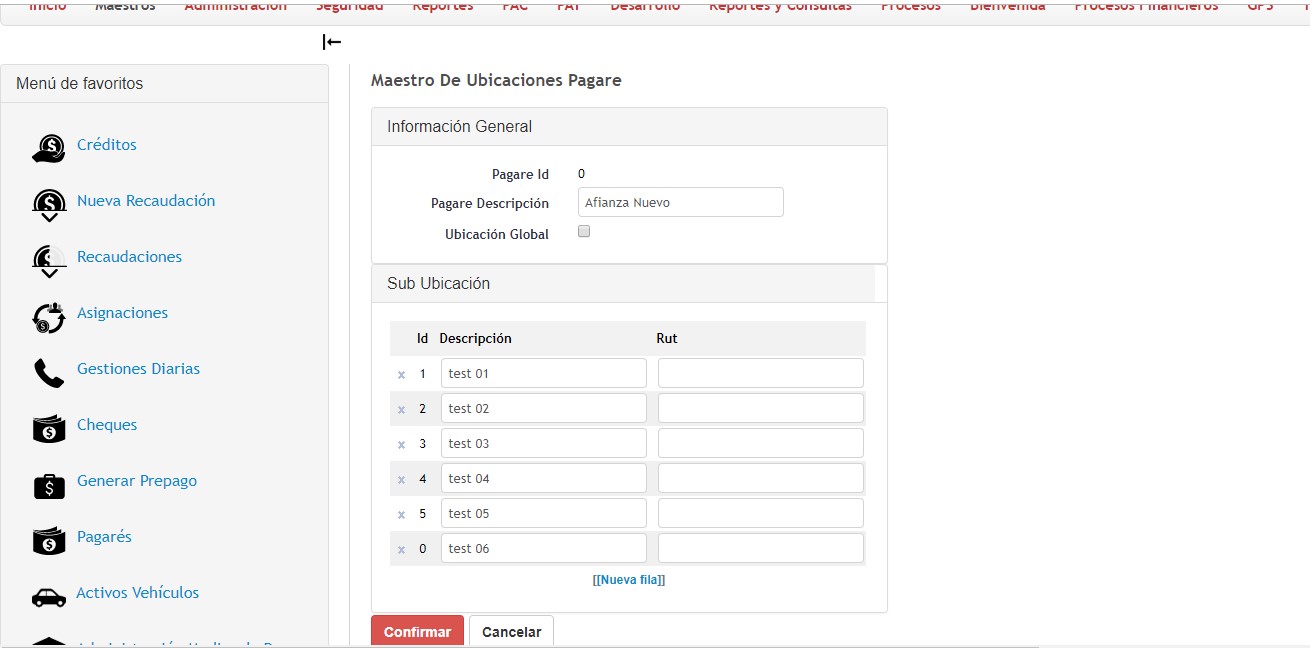 Inicio Maestros Administración Seguridad Reportes PAC PAT Desarrollo Reportes y Consultas Procesos Bienvenida Procesos Financieros GPS
Menú de favoritos
Créditos
Nueva Recaudación
Recaudaciones
Asignaciones
Gestiones Diarias
Cheques
Generar Prepago
Pagarés
Activos Vehículos
Maestro De Ubicaciones Pagare
Información General
Pagare Id 0
Pagare Descripción Afianza Nuevo
Ubicación Global
Sub Ubicación
Id Descripción Rut
x 1 test 01
x 2 test 02
x 3 test 03
x 4 test 04
x 5 test 05
x 0 test 06
[[Nueva fila]]
Confirmar Cancelar